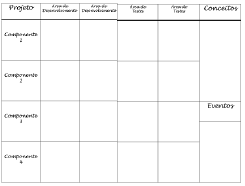 Projeto
Área de
Desenvolvimento
Área de
Desenvolvimento
Área de
Teste
Área de
Teste
Conceitos
Componente
1
Componente
2
Componente
3
Eventos
Componente
4